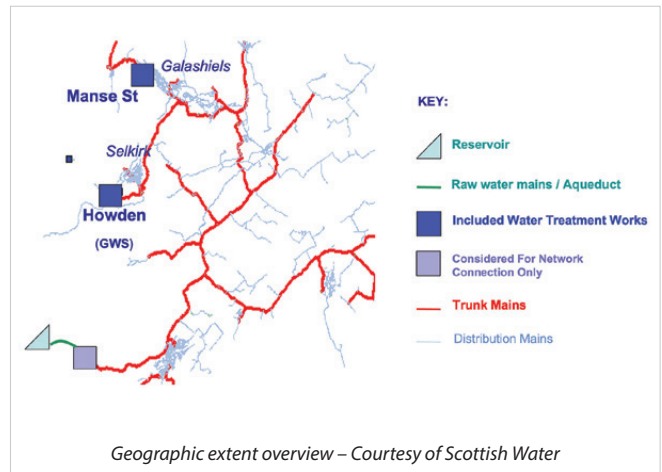 Galashiels
Manse St
Selkirk
Howden
(GWS)
KEY:
Reservoir
Raw water mains / Aqueduct
Included Water Treatment Works
Considered For Network
Connection Only
Trunk Mains
Distribution Mains
Geographic extent overview – Courtesy of Scottish Water